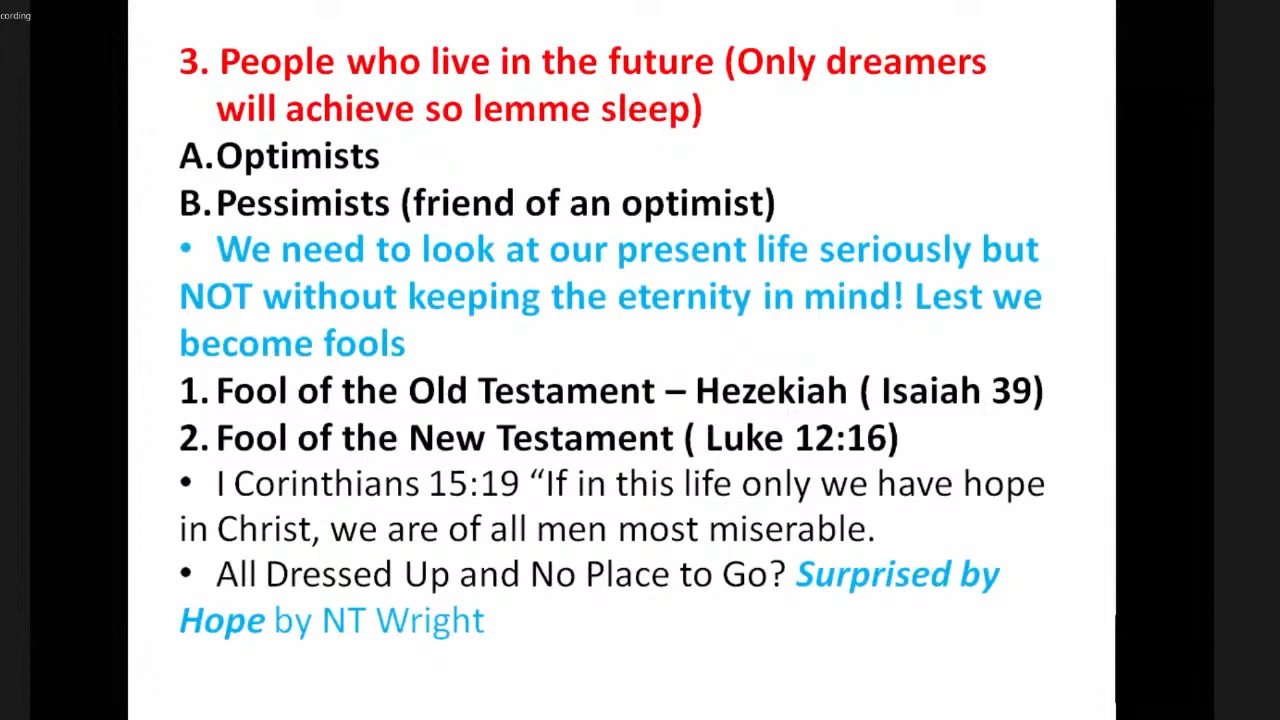 cording
3. People who live in the future (Only dreamers
will achieve so lemme sleep)
A.Optimists
B.Pessimists (friend of an optimist)
• We need to look at our present life seriously but
NOT without keeping the eternity in mind! Lest we
become fools
1. Fool of the Old Testament – Hezekiah ( Isaiah 39)
2. Fool of the New Testament ( Luke 12:16)
• I Corinthians 15:19 “If in this life only we have hope
in Christ, we are of all men most miserable.
• All Dressed Up and No Place to Go? Surprised by
Hope by NT Wright